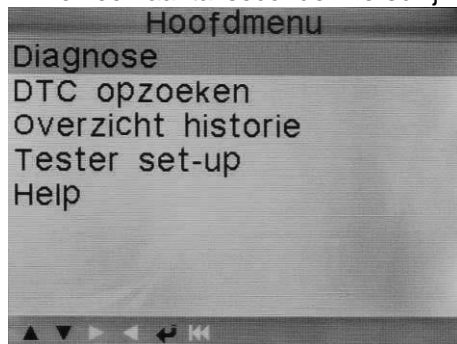 Hoofdmenu
Diagnose
DTC opzoeken
Overzicht historie
Tester set-up
Help